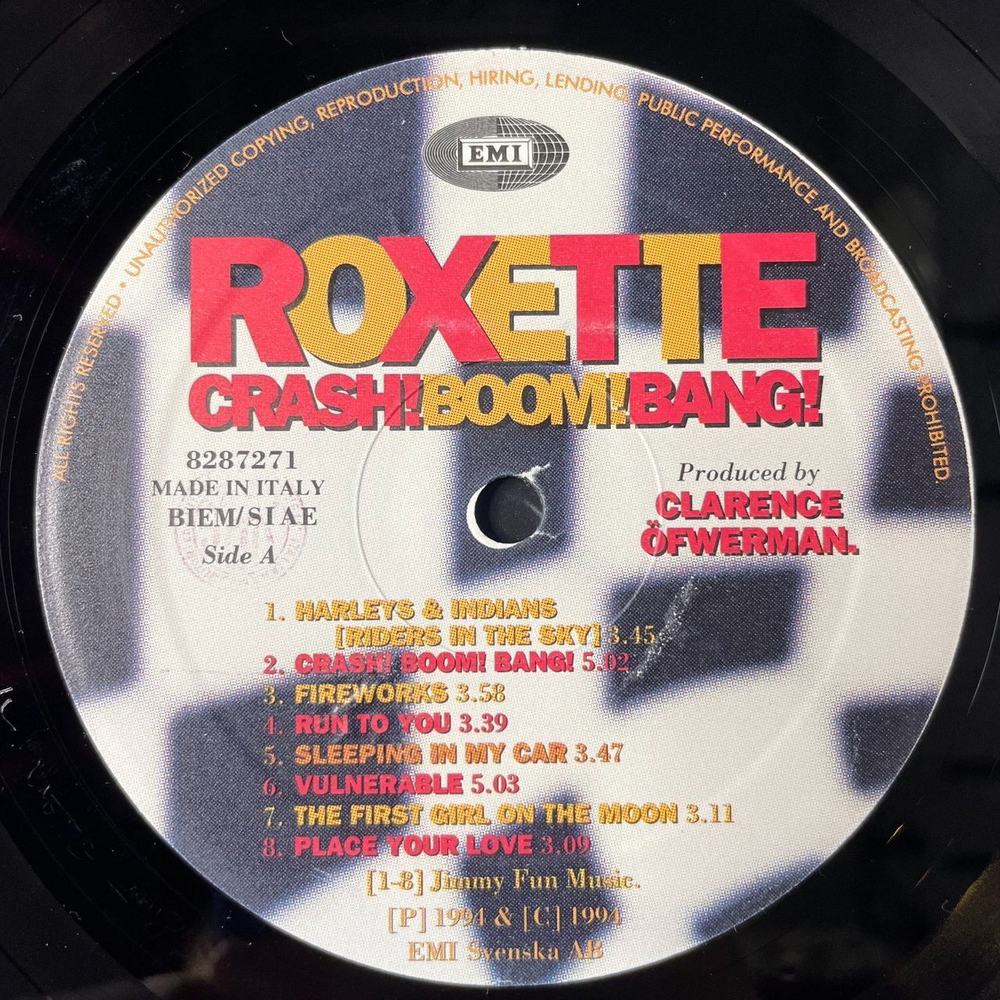 ALL RIGHTS RESERVED • UNAUTHORIZED COPYING, REPRODUCTION, HIRING, LENDING, PUBLIC PERFORMANCE AND BROADCASTING PROHIBITED.
EMI
ROXETTE
CRASH!BOOM!BANG!
8287271
MADE IN ITALY
BIEM/SIAE
Side A
Produced by
CLARENCE
ÖFWERMAN.
1. HARLEYS & INDIANS
[RIDERS IN THE SKY] 3.45
2. CRASH! BOOM! BANG! 5.02
3. FIREWORKS 3.58
4. RUN TO YOU 3.39
5. SLEEPING IN MY CAR 3.47
6. VULNERABLE 5.03
7. THE FIRST GIRL ON THE MOON 3.11
8. PLACE YOUR LOVE 3.09
[1-8] Jimmy Fun Music.
[P] 1994 & [C] 1994
EMI Svenska AB